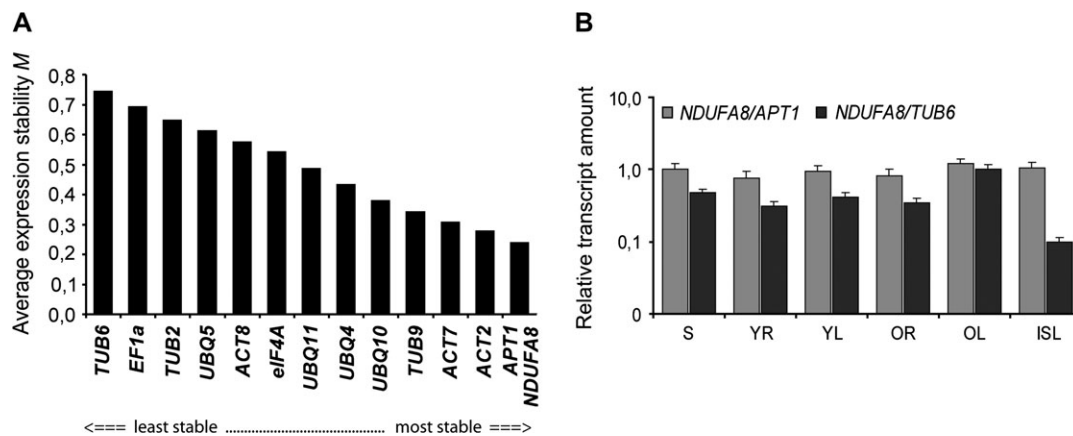 A
Average expression stability M
0,8
0,7
0,6
0,5
0,4
0,3
0,2
0,1
0,0
TUB6
EF1a
TUB2
UBQ5
ACT8
eIF4A
UBQ11
UBQ4
UBQ10
TUB9
ACT7
ACT2
APT1
NDUFA8
<=== least stable ........................................ most stable ===>
B
Relative transcript amount
10,0
1,0
0,1
0
NDUFA8/APT1 NDUFA8/TUB6
S YR YL OR OL ISL